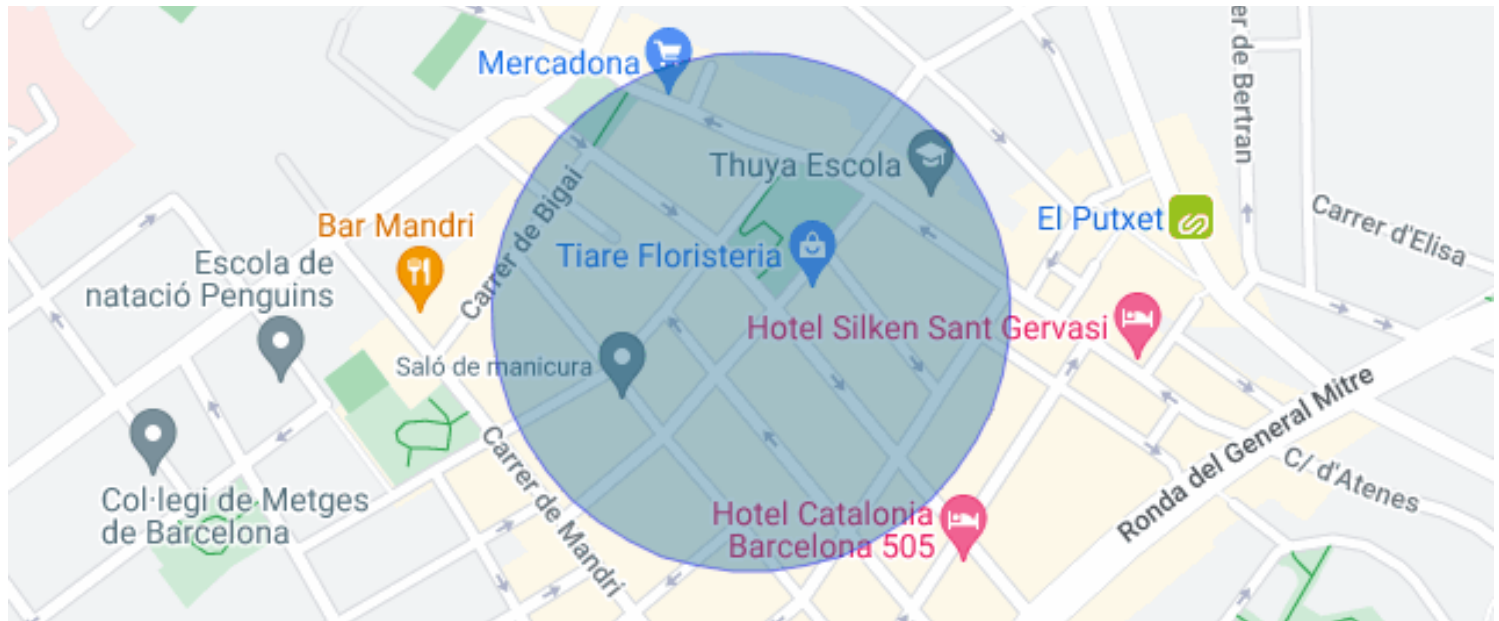 er de Bertran
Mercadona
Thuya Escola
Carrer de Bigai
Bar Mandri
El Putxet
Carrer d'Elisa
Tiare Floristeria
Escola de
natació Penguins
Hotel Silken Sant Gervasi
Saló de manicura
Ronda del General Mitre
Carrer de Mandri
C/. d'Atenes
Col·legi de Metges
de Barcelona
Hotel Catalonia
Barcelona 505